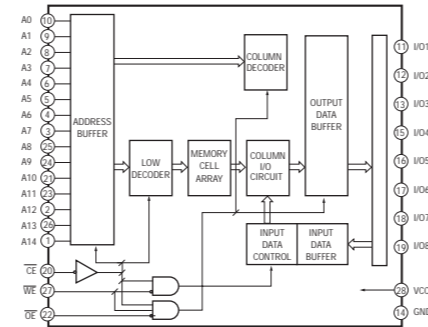 A0 10
A1 9
A2 8
A3 7
A4 6
A5 5
A6 4
A7 3
A8 25
A9 24
A10 21
A11 23
A12 2
A13 26
A14 1
CE 20
WE 27
OE 22
ADDRESS
BUFFER
LOW
DECODER
MEMORY
CELL
ARRAY
COLUMN
DECODER
COLUMN
I/O
CIRCUIT
OUTPUT
DATA
BUFFER
INPUT
DATA
CONTROL
INPUT
DATA
BUFFER
11 I/O1
12 I/O2
13 I/O3
15 I/O4
16 I/O5
17 I/O6
18 I/O7
19 I/O8
28 VCC
14 GND